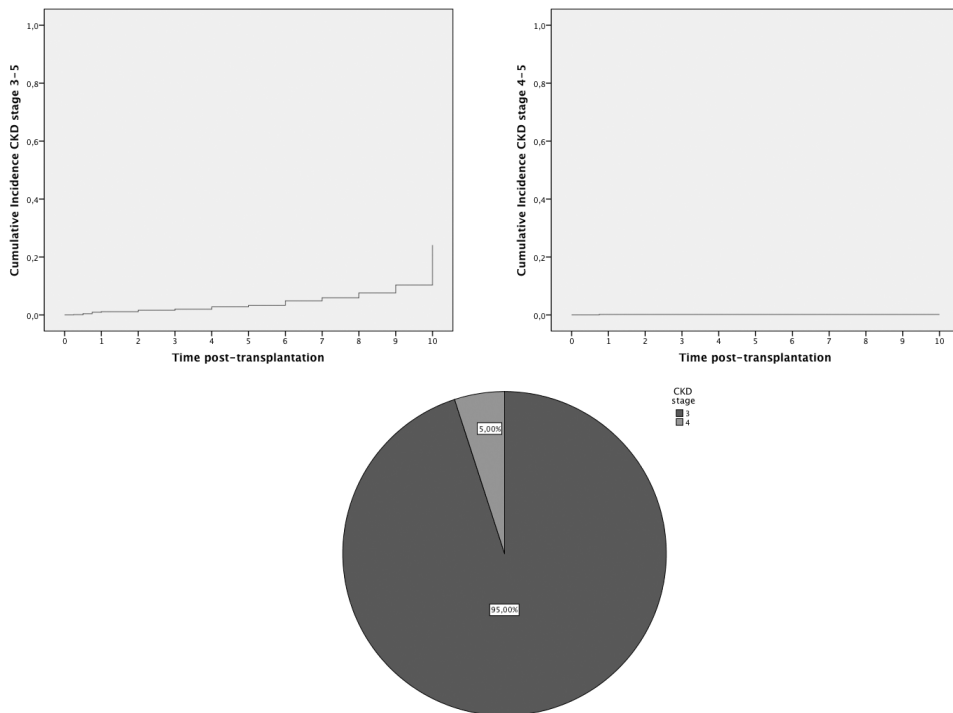 Cumulative Incidence CKD stage 3-5
1,0
0,8
0,6
0,4
0,2
0,0
0 1 2 3 4 5 6 7 8 9 10
Time post-transplantation
Cumulative Incidence CKD stage 4-5
1,0
0,8
0,6
0,4
0,2
0,0
0 1 2 3 4 5 6 7 8 9 10
Time post-transplantation
CKD
stage
3
4
5,00%
95,00%